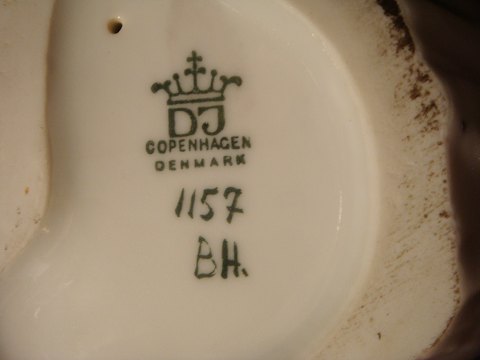 DJ
COPENHAGEN
DENMARK
1157
BH.